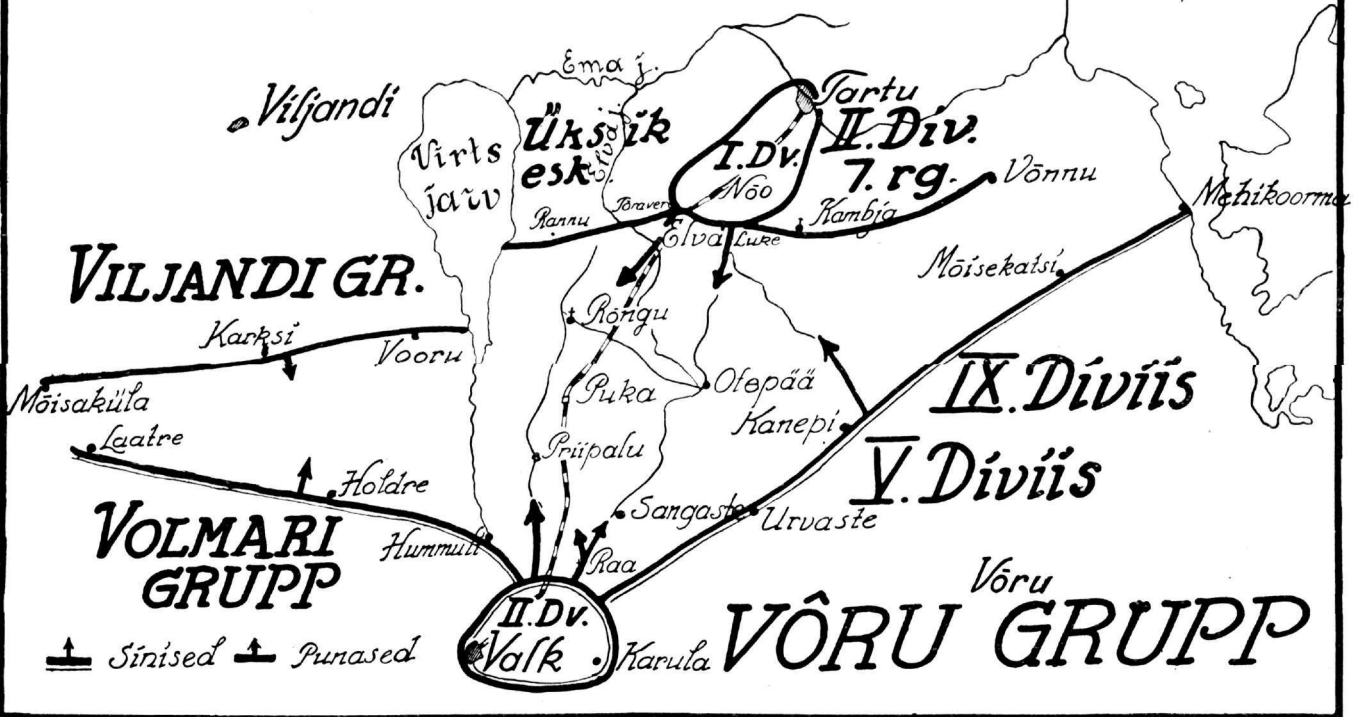 Ema j.
Viljandi
Tartu
Üksik
esk.
Elva j.
II. Div.
7. rg.
I. Dv.
Nõo
Võnnu
Virts
järv
Mehikoorma
Rannu
Tõravere
Kambja
Elva
Luke
Mõisekatsi
VILJANDI GR.
Rõngu
Karksi
Vooru
Otepää
Puka
IX. Diviis
Mõisaküla
Kanepi
Laatre
Priipalu
V. Diviis
Holdre
Sangaste
Urvaste
VOLMARI
GRUPP
Hummuli
Raa
Võru
II. Dv.
Valk
Karula
VÔRU GRUPP
Sinised
Punased